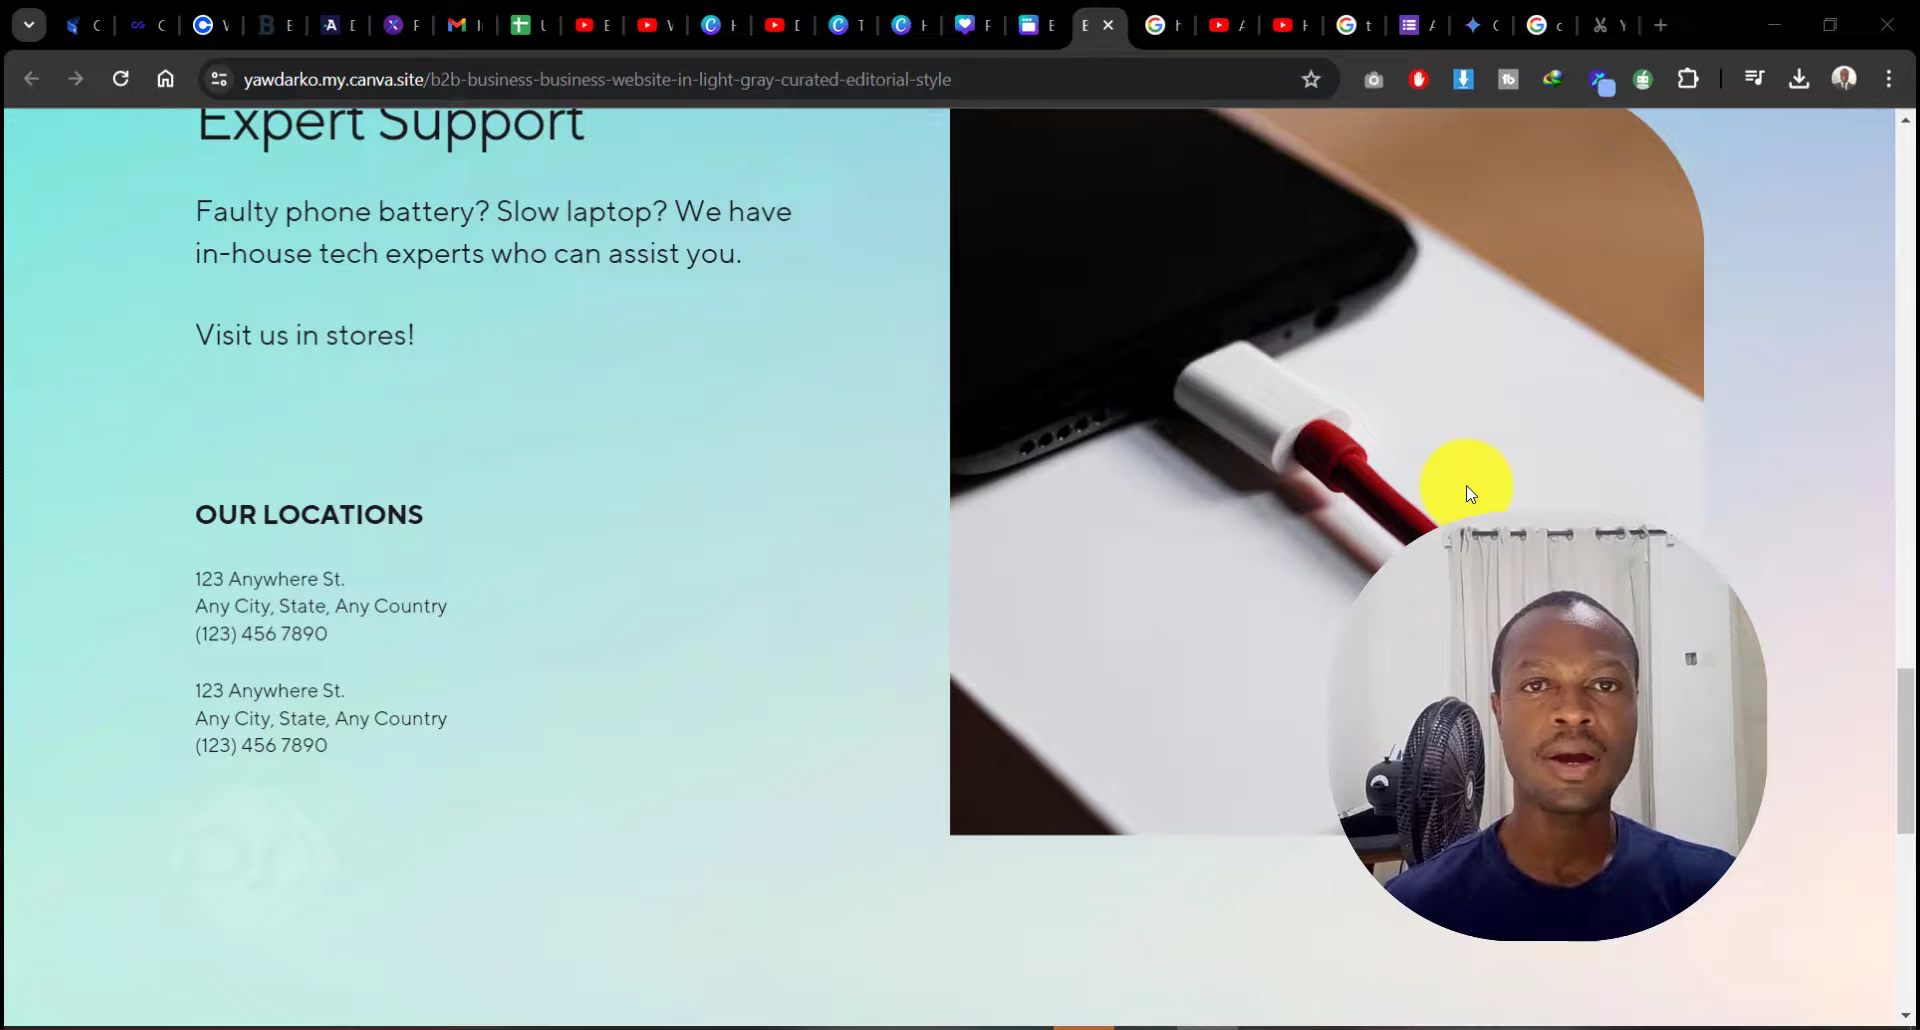 yawdarko.my.canva.site/b2b-business-business-website-in-light-gray-curated-editorial-style
Expert Support
Faulty phone battery? Slow laptop? We have
in-house tech experts who can assist you.
Visit us in stores!
OUR LOCATIONS
123 Anywhere St.
Any City, State, Any Country
(123) 456 7890
123 Anywhere St.
Any City, State, Any Country
(123) 456 7890